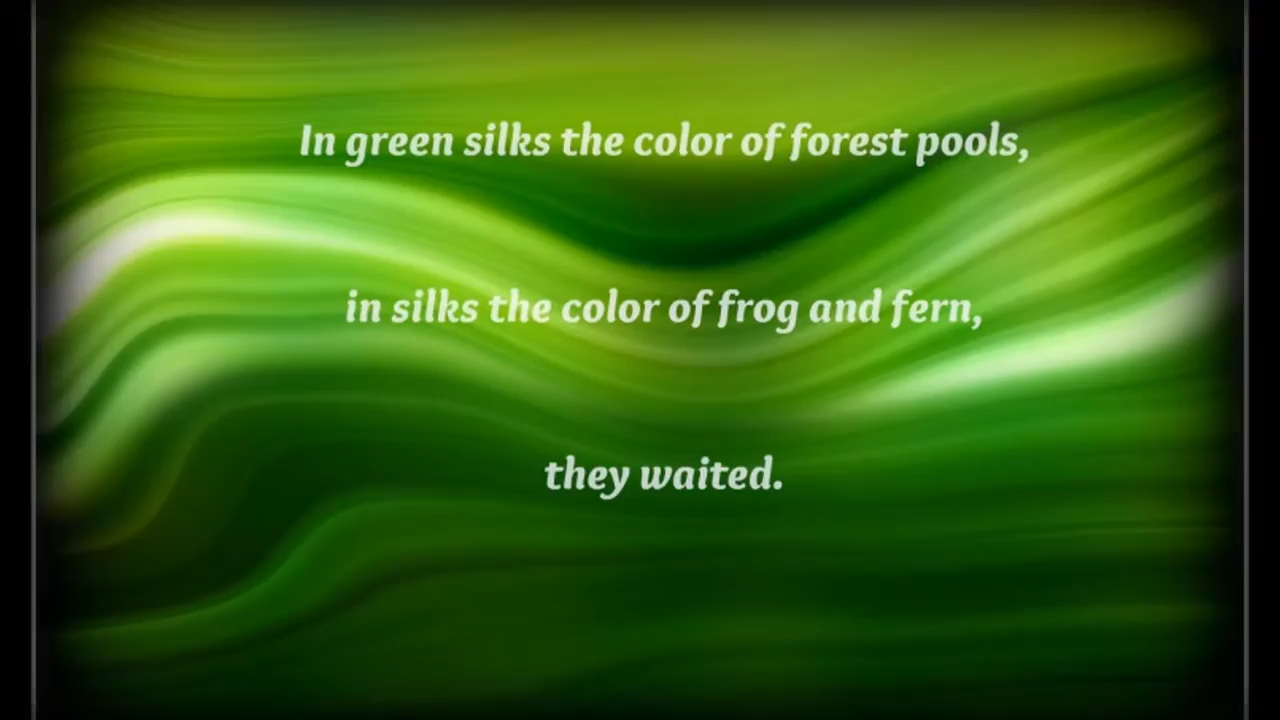 In green silks the color of forest pools,
in silks the color of frog and fern,
they waited.